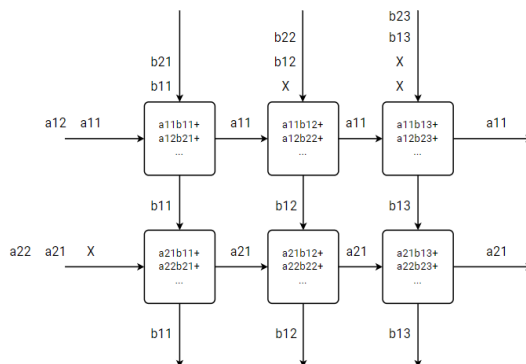 b23
b22 b13
b21 b12 X
b11 X X
a12 a11 a11b11+ a11 a11b12+ a11 a11b13+ a11
a12b21+ a12b22+ a12b23+
... ... ...
b11 b12 b13
a22 a21 X a21b11+ a21 a21b12+ a21 a21b13+ a21
a22b21+ a22b22+ a22b23+
... ... ...
b11 b12 b13